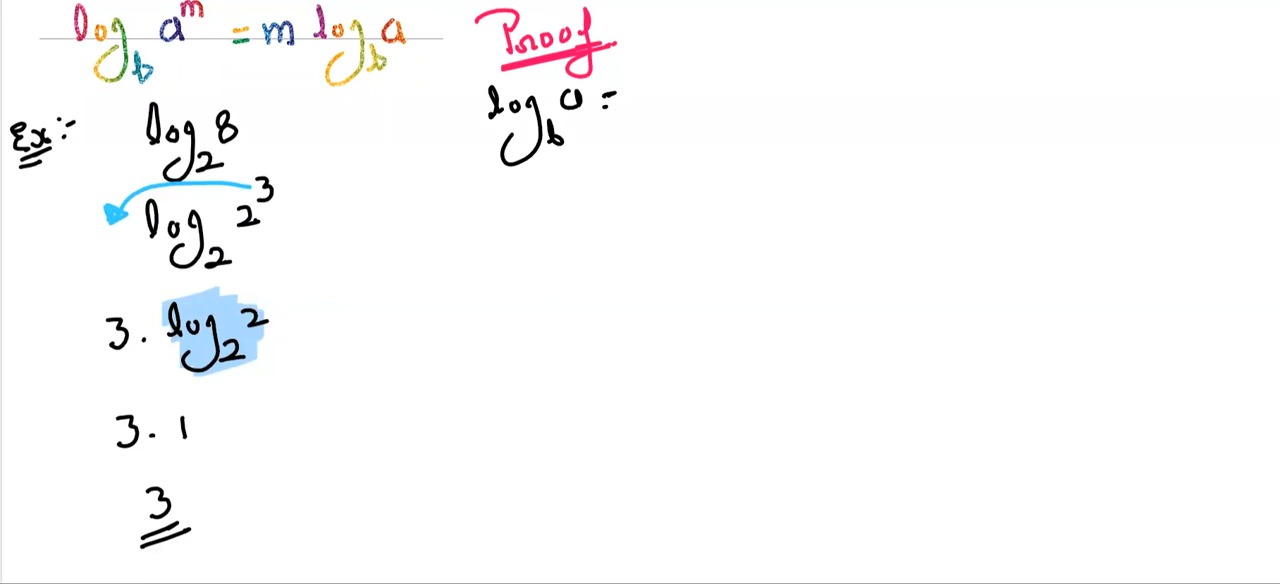 log_b a^m = m log_b a
Ex:-
log_2 8
log_2 2^3
3. log_2 2
3. 1
3
Proof
log_b a =